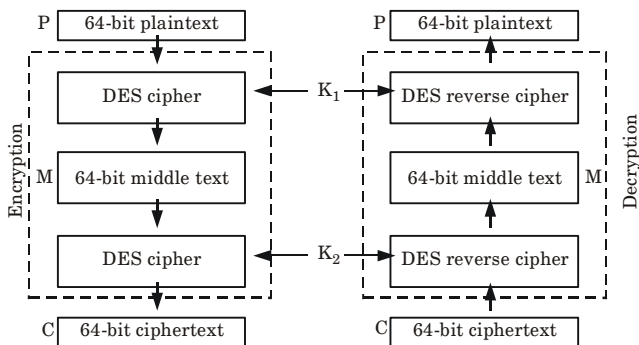 P 64-bit plaintext
Encryption
DES cipher
M 64-bit middle text
DES cipher
C 64-bit ciphertext
K₁
K₂
P 64-bit plaintext
DES reverse cipher
64-bit middle text M
DES reverse cipher
Decryption
C 64-bit ciphertext